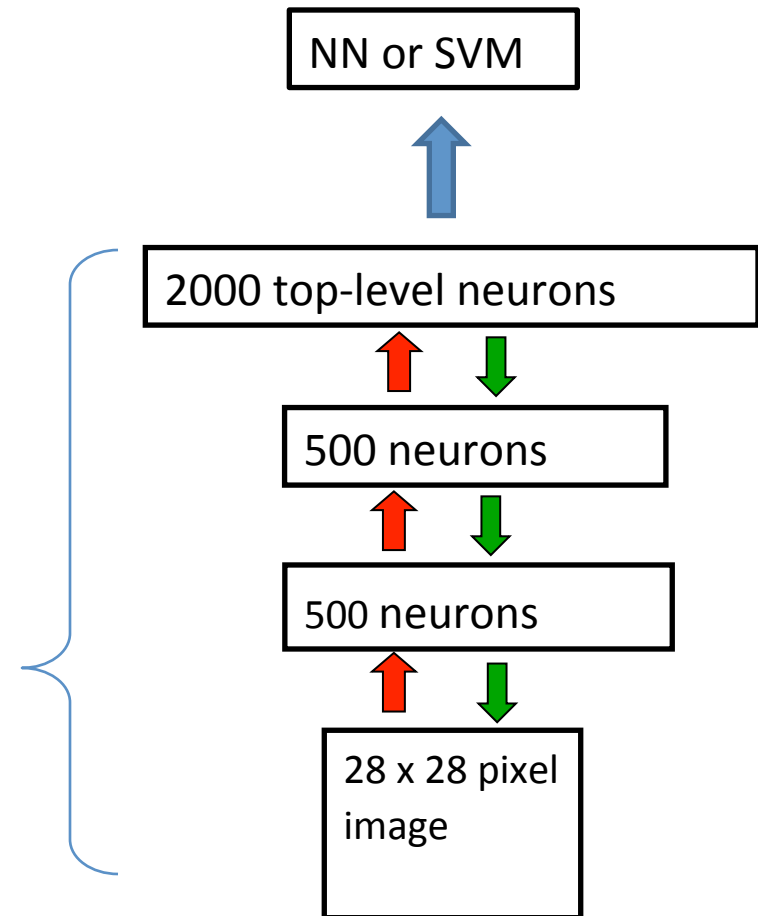 NN or SVM
2000 top-level neurons
500 neurons
500 neurons
28 x 28 pixel
image